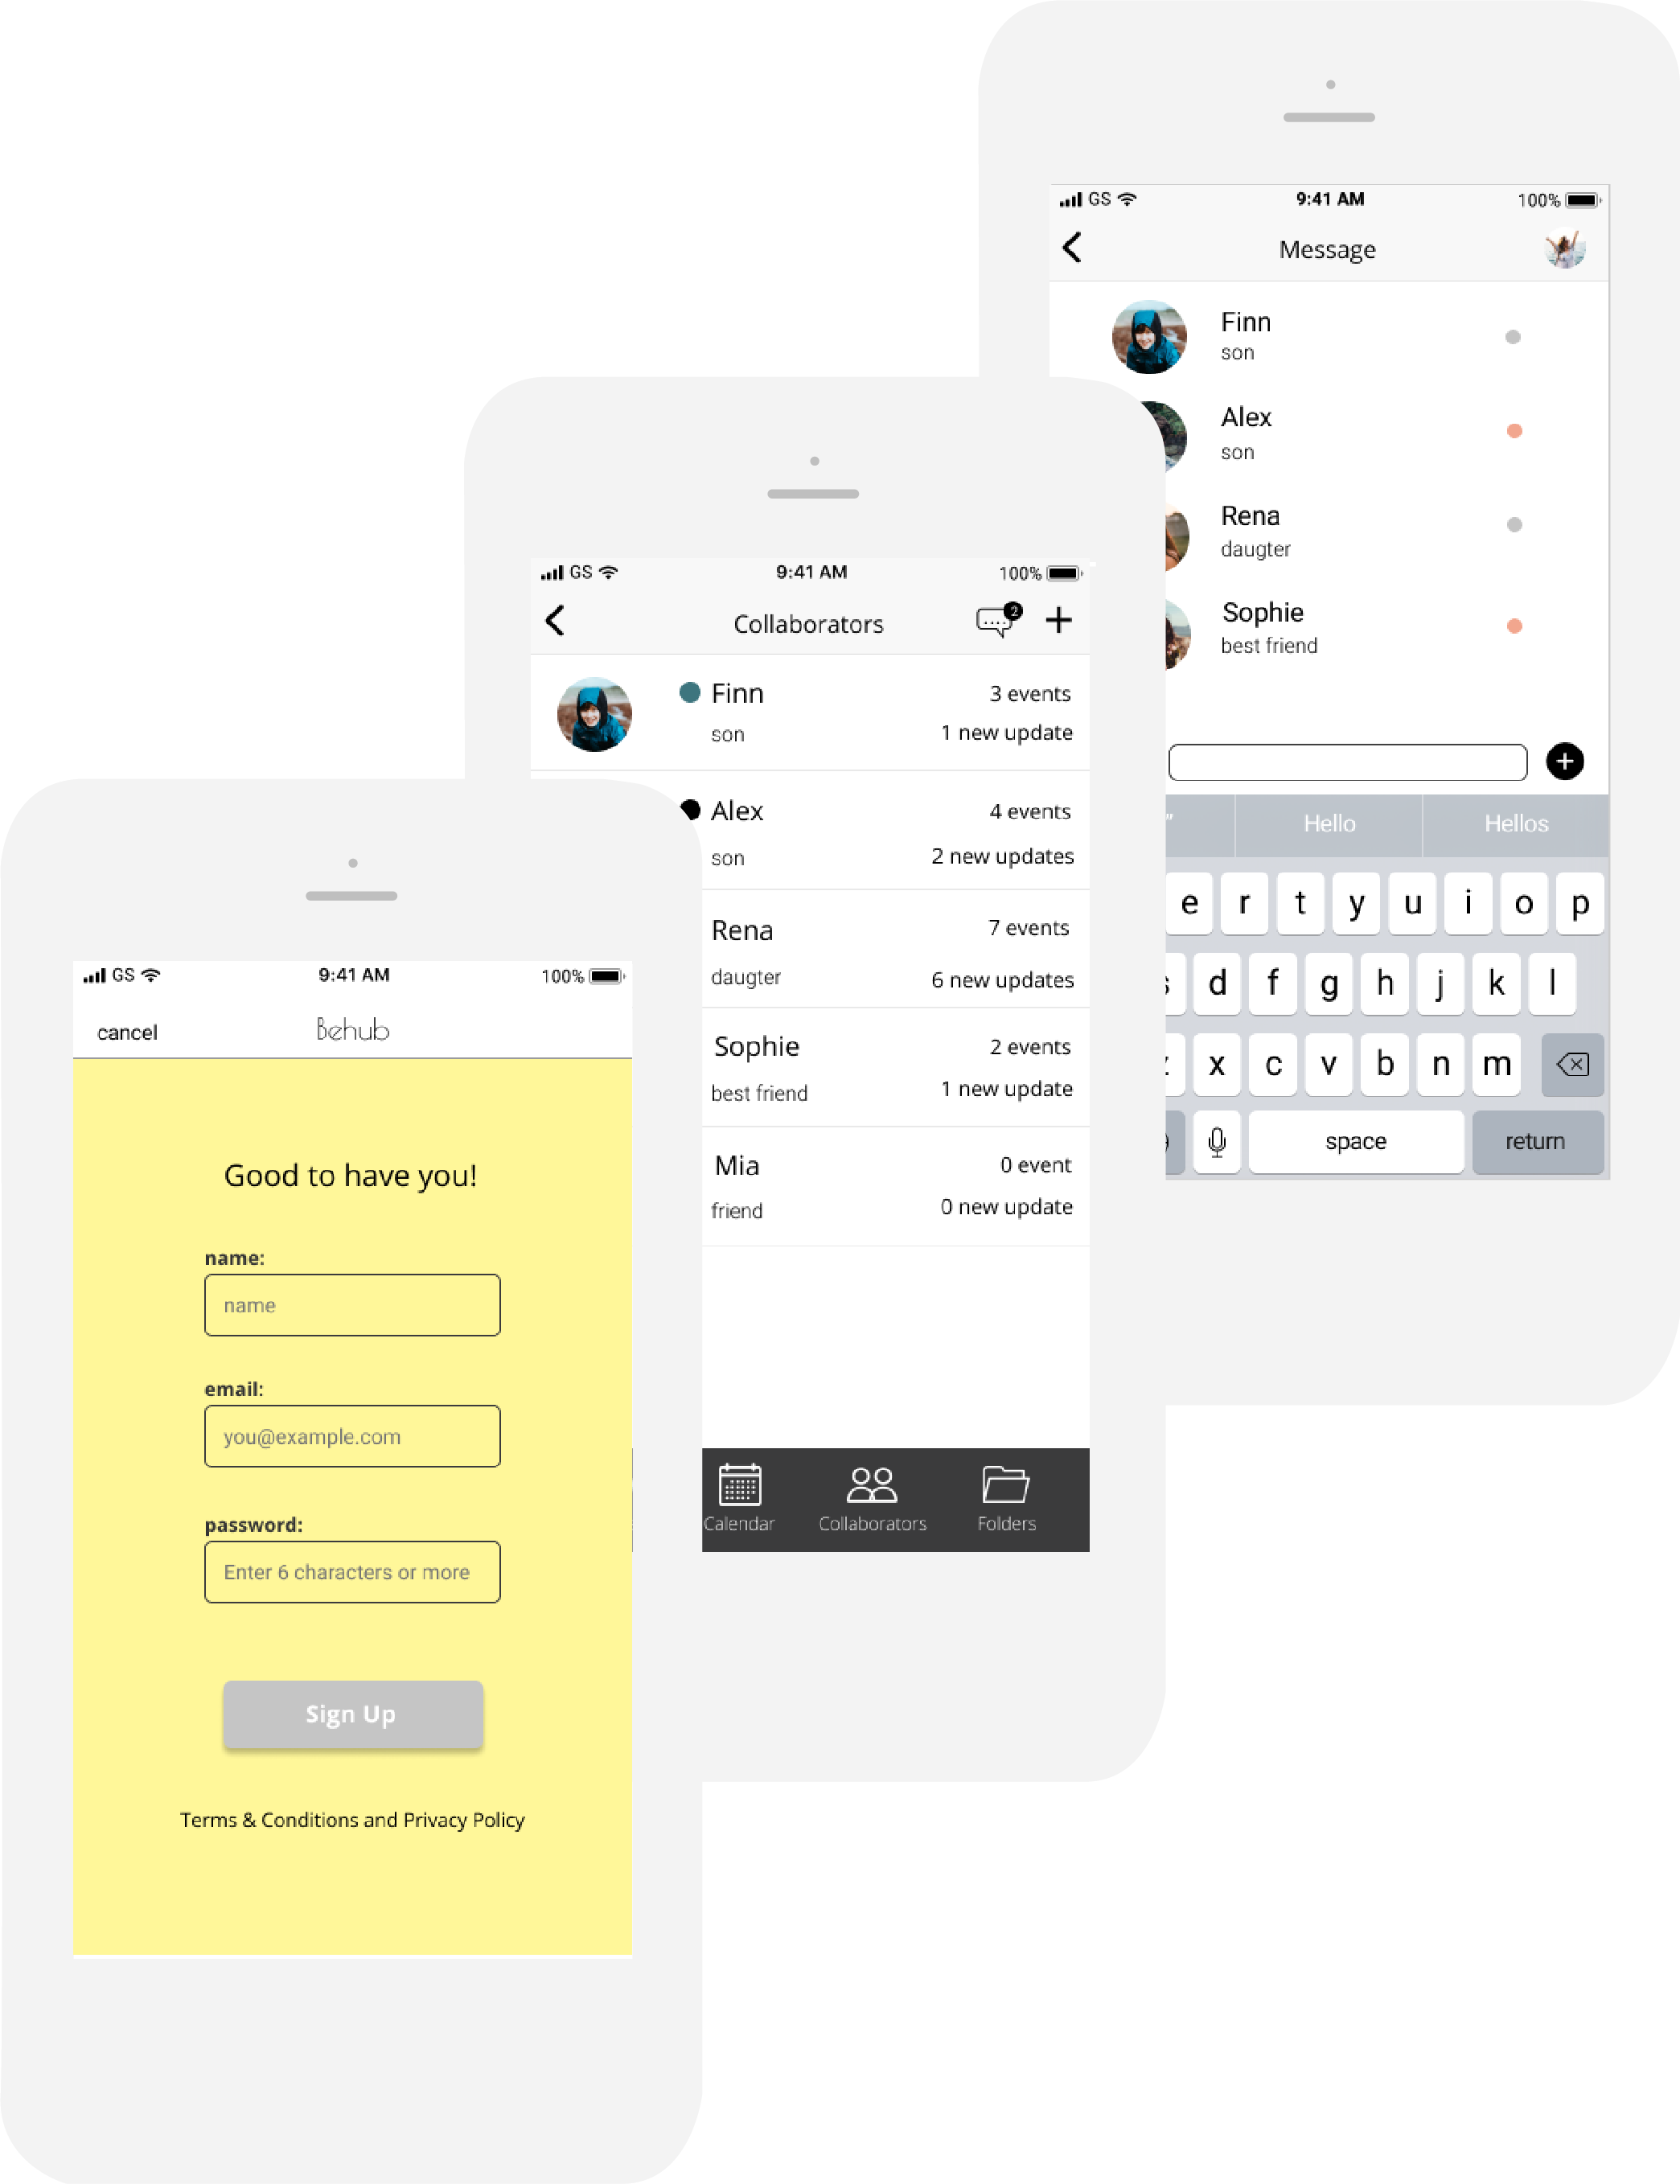 GS 9:41 AM 100%
Message
Finn
son
Alex
son
Rena
daugter
Sophie
best friend
" Hello Hellos
e r t y u i o p
d f g h j k l
x c v b n m
space return
GS 9:41 AM 100%
Collaborators 2
Finn 3 events
son 1 new update
Alex 4 events
son 2 new updates
Rena 7 events
daugter 6 new updates
Sophie 2 events
best friend 1 new update
Mia 0 event
friend 0 new update
Calendar Collaborators Folders
GS 9:41 AM 100%
cancel Behub
Good to have you!
name:
name
email:
you@example.com
password:
Enter 6 characters or more
Sign Up
Terms & Conditions and Privacy Policy